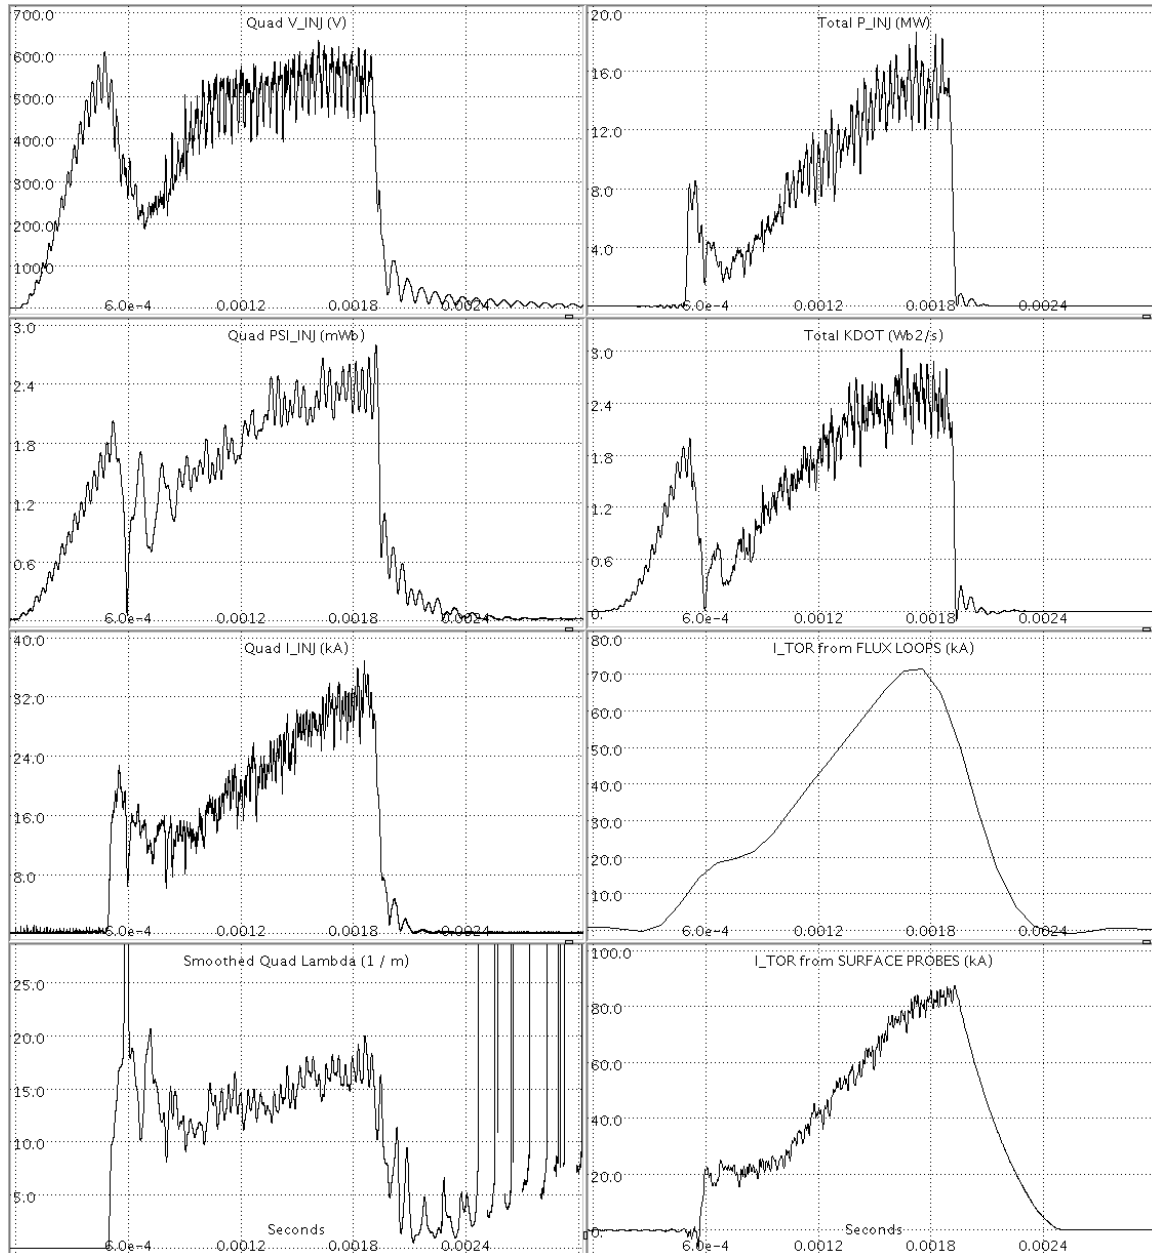 700.0
Quad V_INJ (V)
600.0
500.0
400.0
300.0
200.0
100.0
6.0e-4 0.0012 0.0018 0.0024
20.0
Total P_INJ (MW)
16.0
12.0
8.0
4.0
6.0e-4 0.0012 0.0018 0.0024
3.0
Quad PSI_INJ (mWb)
2.4
1.8
1.2
0.6
6.0e-4 0.0012 0.0018 0.0024
Total KDOT (Wb2/s)
3.0
2.4
1.8
1.2
0.6
0.
6.0e-4 0.0012 0.0018 0.0024
40.0
Quad I_INJ (kA)
32.0
24.0
16.0
8.0
6.0e-4 0.0012 0.0018 0.0024
80.0
I_TOR from FLUX LOOPS (kA)
70.0
60.0
50.0
40.0
30.0
20.0
10.0
0.
6.0e-4 0.0012 0.0018 0.0024
Smoothed Quad Lambda (1 / m)
25.0
20.0
15.0
10.0
5.0
Seconds
6.0e-4 0.0012 0.0018 0.0024
100.0
I_TOR from SURFACE PROBES (kA)
80.0
60.0
40.0
20.0
0.
Seconds
6.0e-4 0.0012 0.0018 0.0024